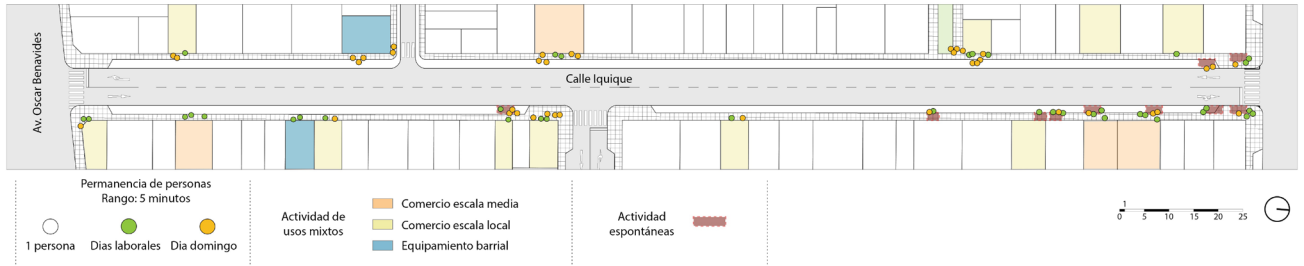 Av. Oscar Benavides
Calle Iquique
Permanencia de personas
Rango: 5 minutos
1 persona
Dias laborales
Dia domingo
Actividad de
usos mixtos
Comercio escala media
Comercio escala local
Equipamiento barrial
Actividad
espontáneas
1
0 5 10 15 20 25